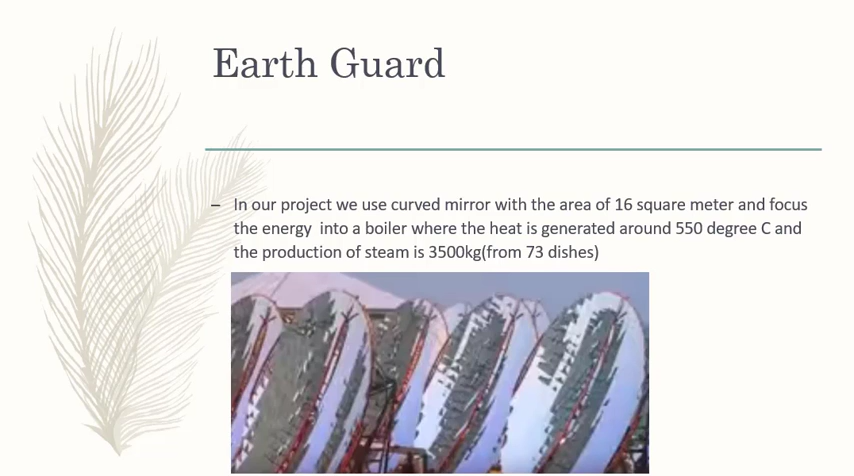 Earth Guard
– In our project we use curved mirror with the area of 16 square meter and focus
the energy  into a boiler where the heat is generated around 550 degree C and
the production of steam is 3500kg(from 73 dishes)